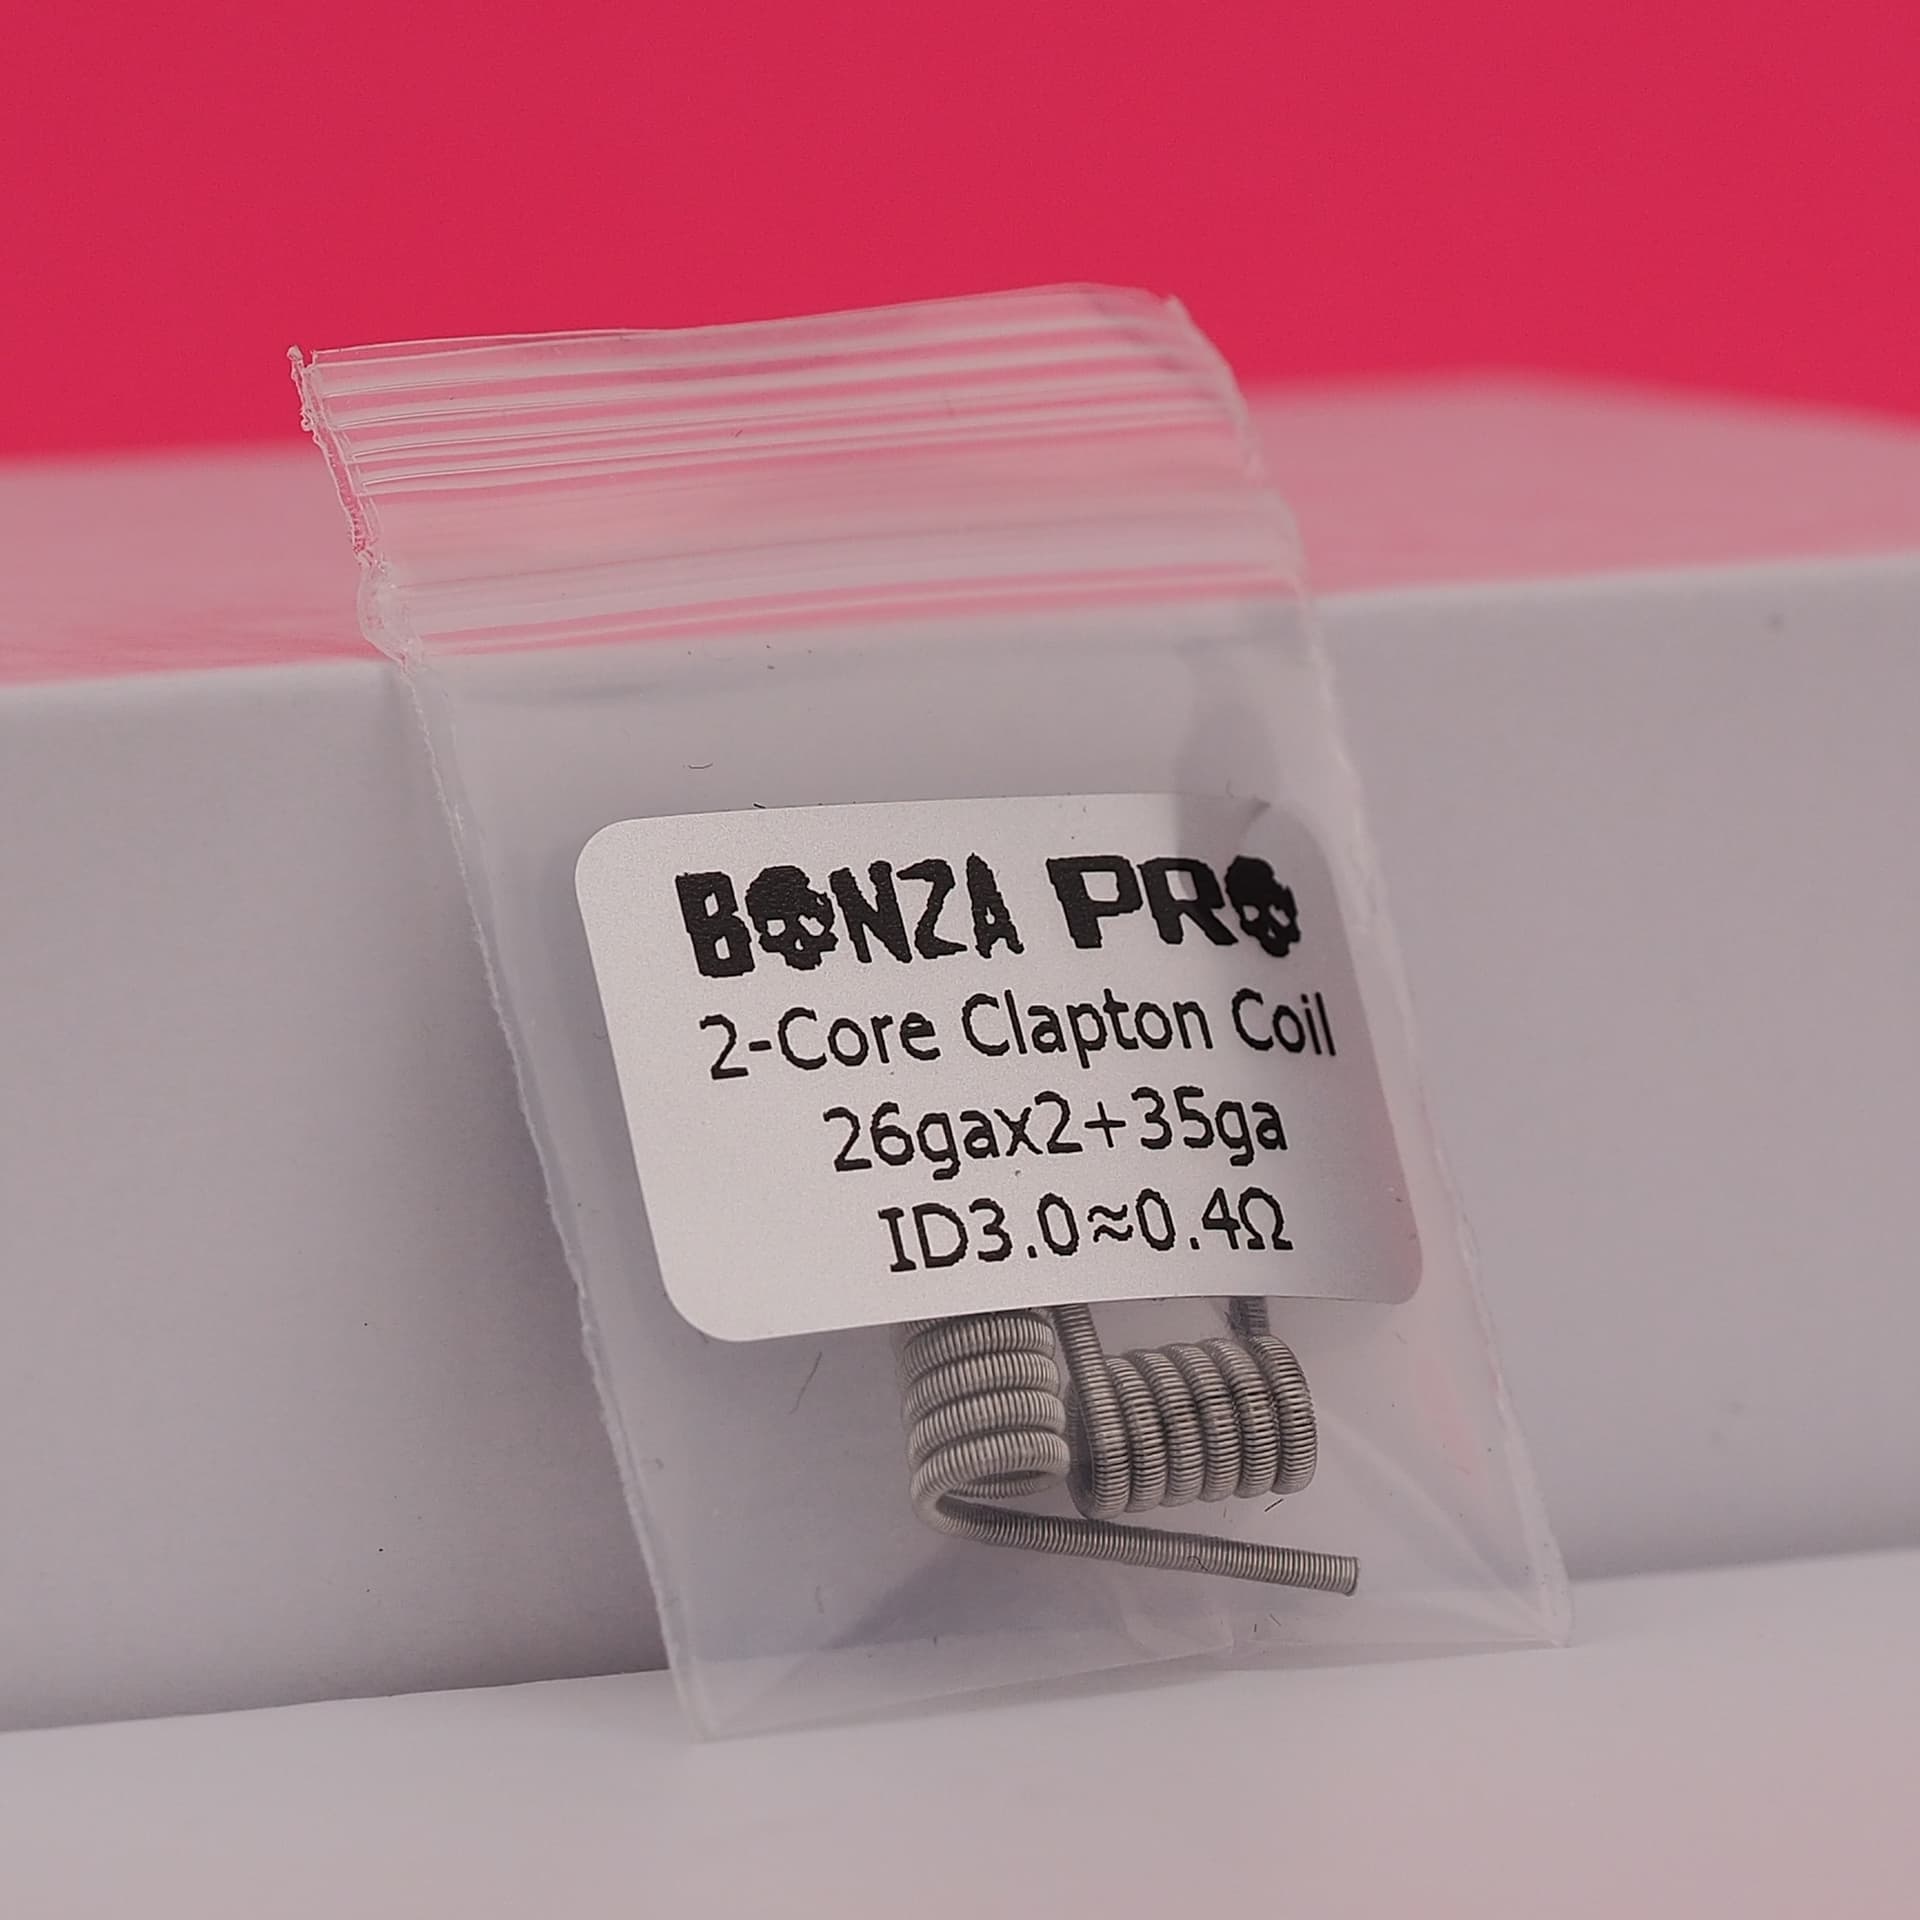 BONZA PRO
2-Core Clapton Coil
26gax2+35ga
ID3.0≈0.4Ω